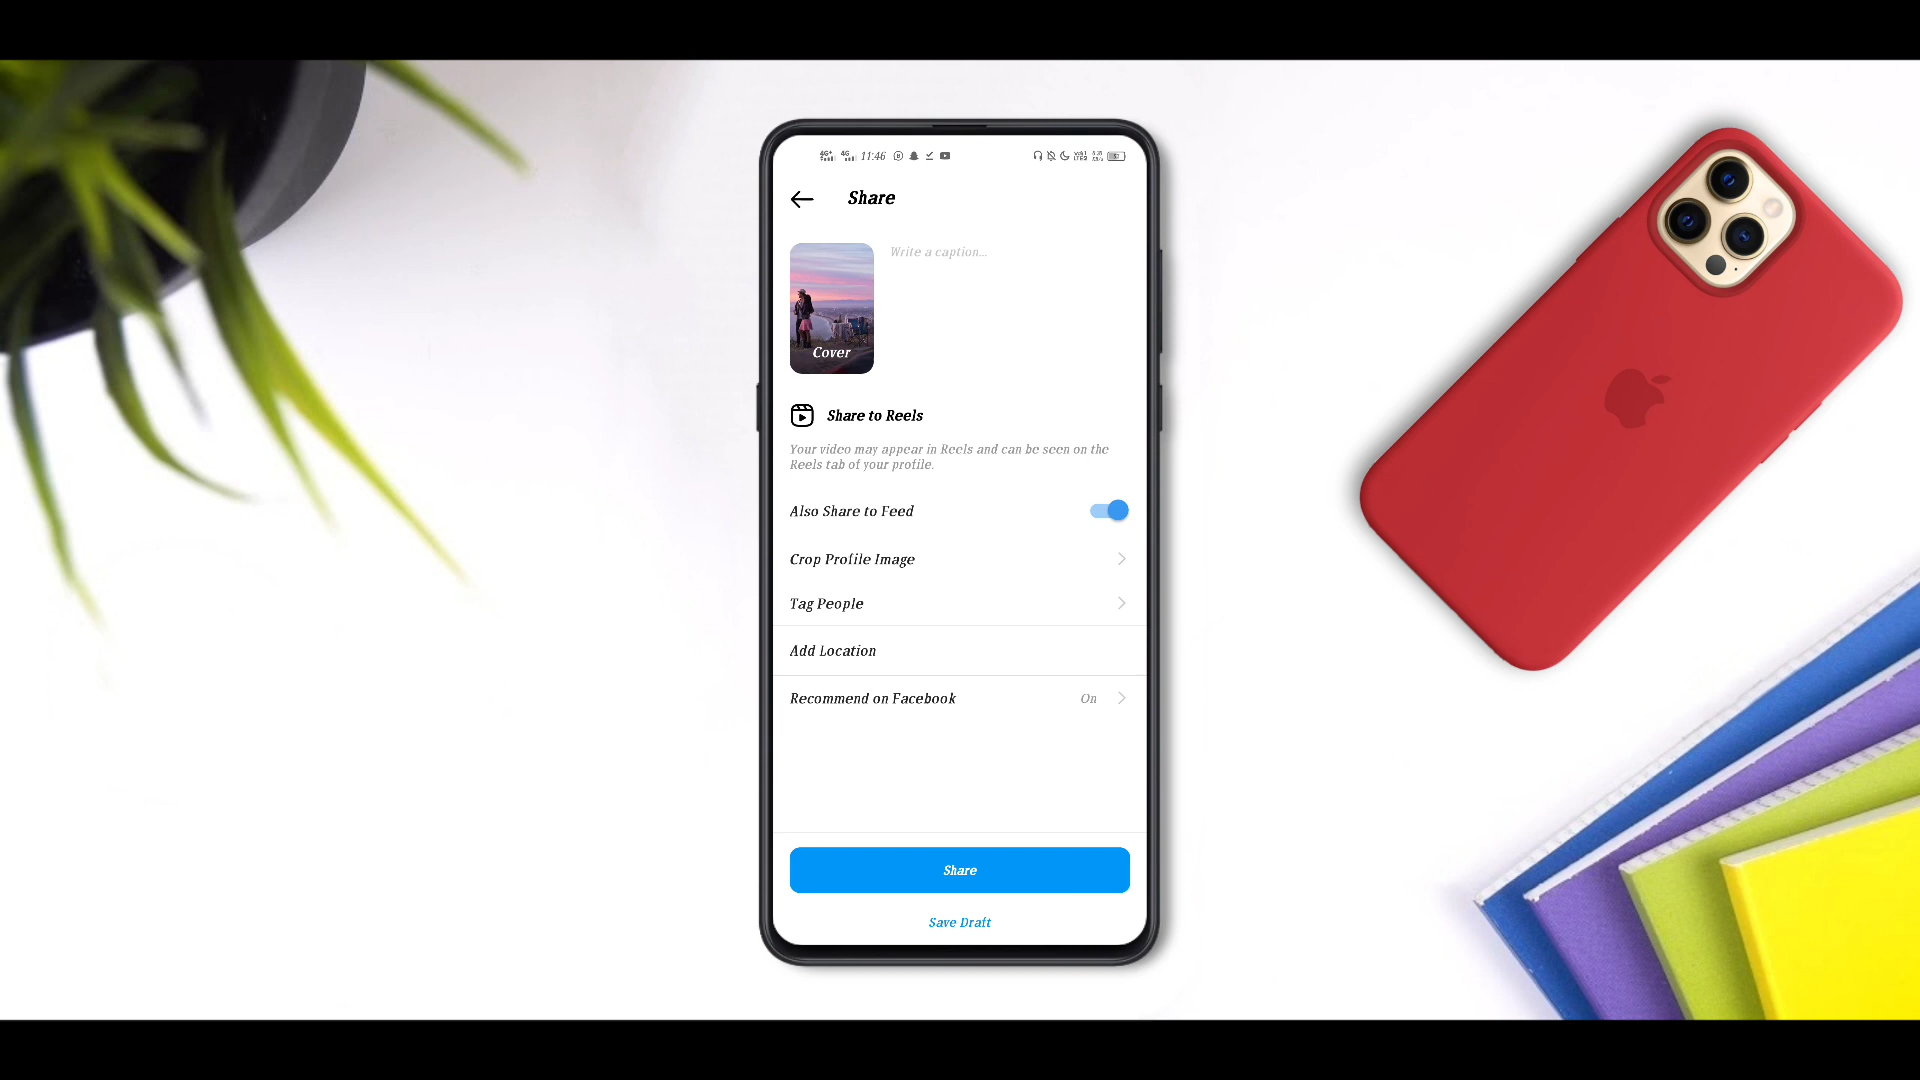 4G+ 4G 11:46
Share
Write a caption...
Cover
Share to Reels
Your video may appear in Reels and can be seen on the
Reels tab of your profile.
Also Share to Feed
Crop Profile Image
Tag People
Add Location
Recommend on Facebook On
Share
Save Draft